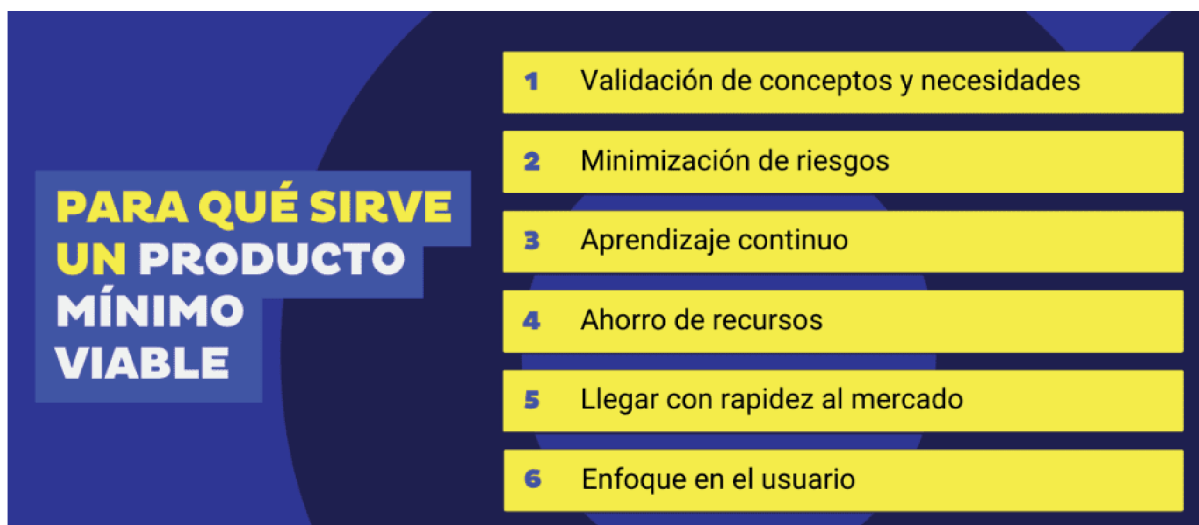 PARA QUÉ SIRVE
UN PRODUCTO
MÍNIMO
VIABLE
1 Validación de conceptos y necesidades
2 Minimización de riesgos
3 Aprendizaje continuo
4 Ahorro de recursos
5 Llegar con rapidez al mercado
6 Enfoque en el usuario